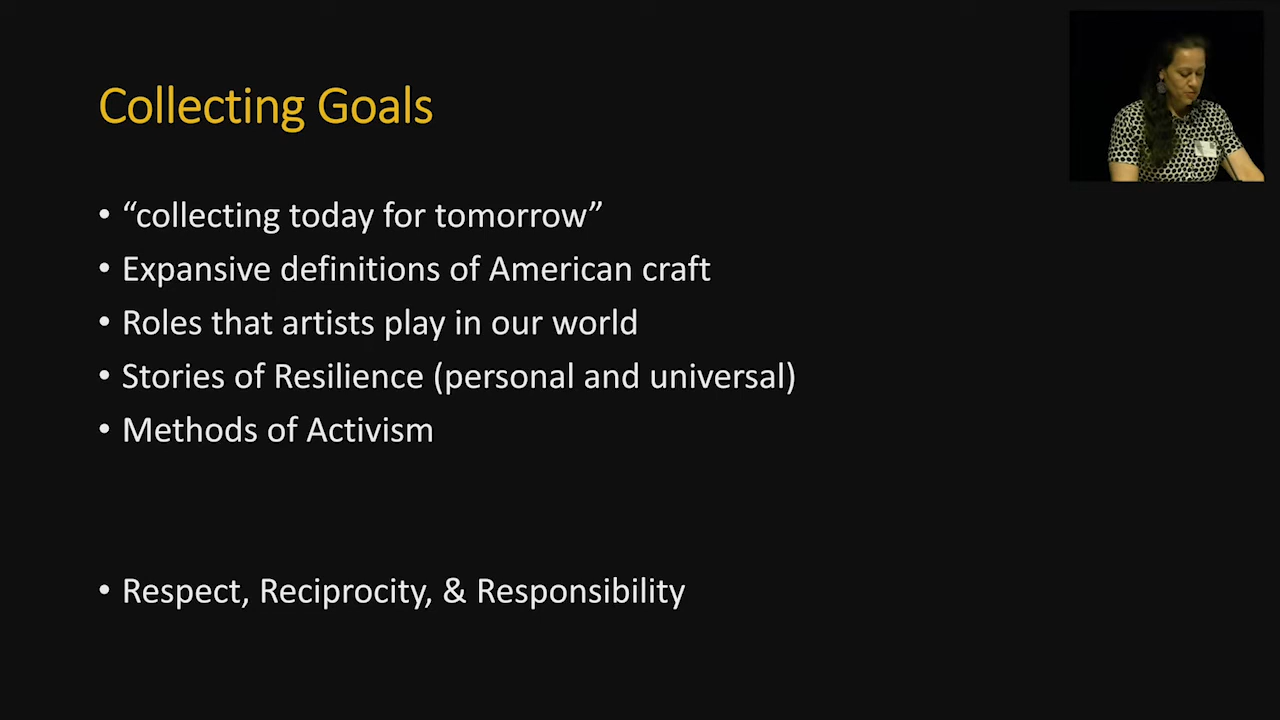 Collecting Goals
• “collecting today for tomorrow”
• Expansive definitions of American craft
• Roles that artists play in our world
• Stories of Resilience (personal and universal)
• Methods of Activism
• Respect, Reciprocity, & Responsibility